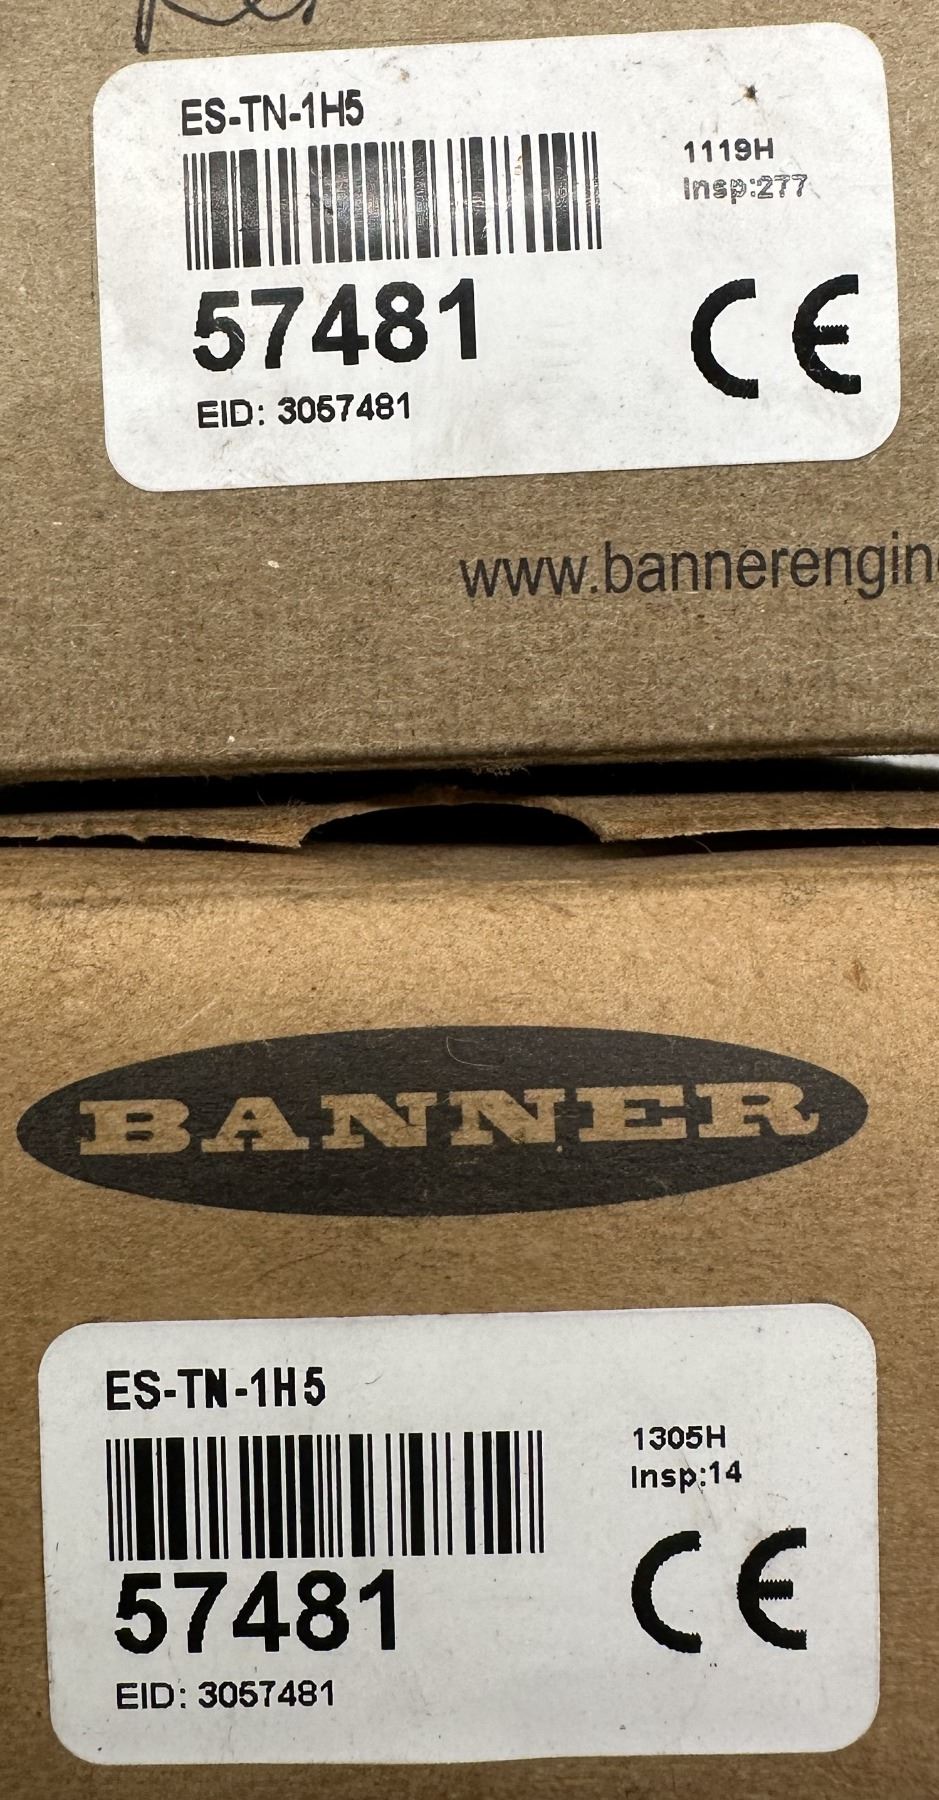 ES-TN-1H5
1119H
Insp:277
57481
CE
EID: 3057481
www.bannerengin
BANNER
ES-TN-1H5
1305H
Insp:14
57481
CE
EID: 3057481